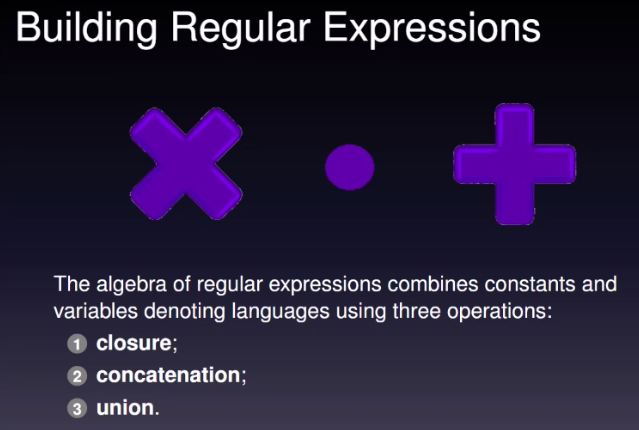 Building Regular Expressions
The algebra of regular expressions combines constants and
variables denoting languages using three operations:
1 closure;
2 concatenation;
3 union.